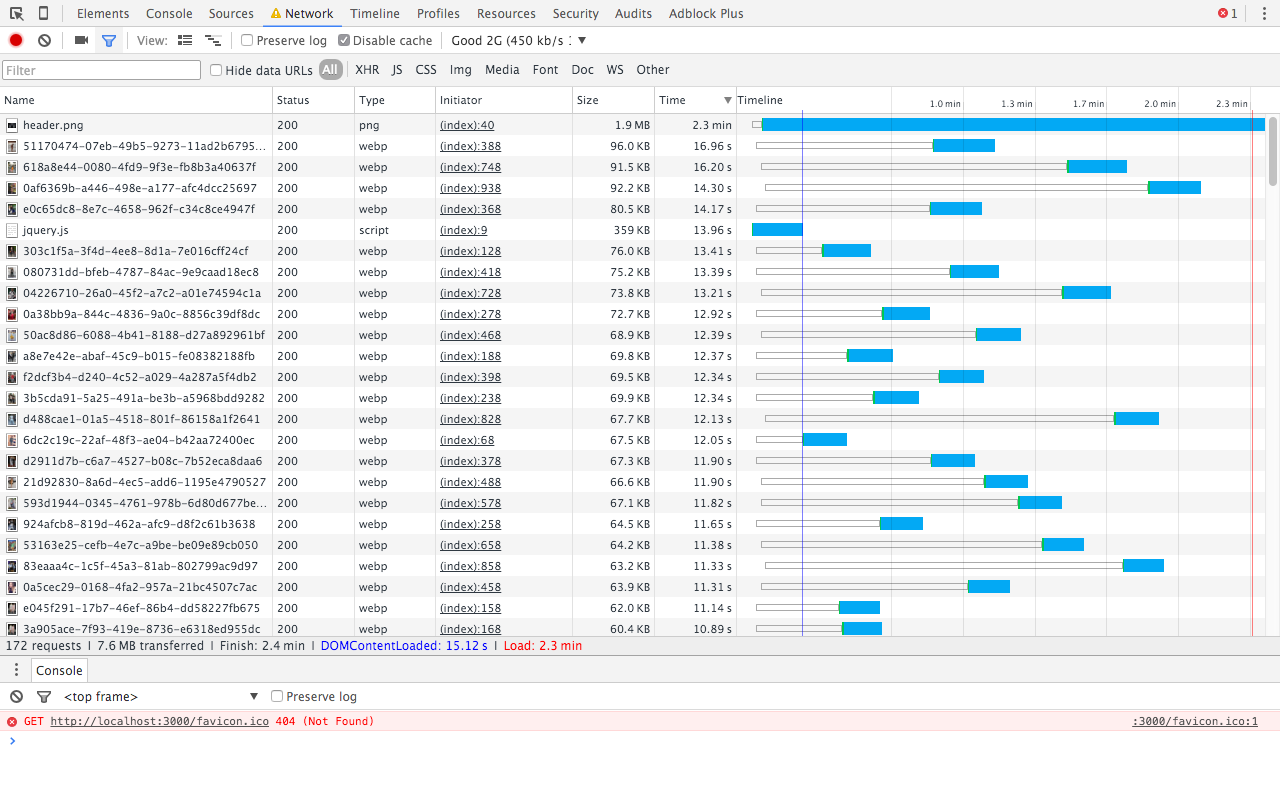 Elements Console Sources Network Timeline Profiles Resources Security Audits Adblock Plus 1
View: Preserve log Disable cache Good 2G (450 kb/s
Filter Hide data URLs All XHR JS CSS Img Media Font Doc WS Other
Name Status Type Initiator Size Time Timeline 1.0 min 1.3 min 1.7 min 2.0 min 2.3 min
header.png 200 png (index):40 1.9 MB 2.3 min
51170474-07eb-49b5-9273-11ad2b6795... 200 webp (index):388 96.0 KB 16.96 s
618a8e44-0080-4fd9-9f3e-fb8b3a40637f 200 webp (index):748 91.5 KB 16.20 s
0af6369b-a446-498e-a177-afc4dcc25697 200 webp (index):938 92.2 KB 14.30 s
e0c65dc8-8e7c-4658-962f-c34c8ce4947f 200 webp (index):368 80.5 KB 14.17 s
jquery.js 200 script (index):9 359 KB 13.96 s
303c1f5a-3f4d-4ee8-8d1a-7e016cff24cf 200 webp (index):128 76.0 KB 13.41 s
080731dd-bfeb-4787-84ac-9e9caad18ec8 200 webp (index):418 75.2 KB 13.39 s
04226710-26a0-45f2-a7c2-a01e74594c1a 200 webp (index):728 73.8 KB 13.21 s
0a38bb9a-844c-4836-9a0c-8856c39df8dc 200 webp (index):278 72.7 KB 12.92 s
50ac8d86-6088-4b41-8188-d27a892961bf 200 webp (index):468 68.9 KB 12.39 s
a8e7e42e-abaf-45c9-b015-fe08382188fb 200 webp (index):188 69.8 KB 12.37 s
f2dcf3b4-d240-4c52-a029-4a287a5f4db2 200 webp (index):398 69.5 KB 12.34 s
3b5cda91-5a25-491a-be3b-a5968bdd9282 200 webp (index):238 69.9 KB 12.34 s
d488cae1-01a5-4518-801f-86158a1f2641 200 webp (index):828 67.7 KB 12.13 s
6dc2c19c-22af-48f3-ae04-b42aa72400ec 200 webp (index):68 67.5 KB 12.05 s
d2911d7b-c6a7-4527-b08c-7b52eca8daa6 200 webp (index):378 67.3 KB 11.90 s
21d92830-8a6d-4ec5-add6-1195e4790527 200 webp (index):488 66.6 KB 11.90 s
593d1944-0345-4761-978b-6d80d677be... 200 webp (index):578 67.1 KB 11.82 s
924afcb8-819d-462a-afc9-d8f2c61b3638 200 webp (index):258 64.5 KB 11.65 s
53163e25-cefb-4e7c-a9be-be09e89cb050 200 webp (index):658 64.2 KB 11.38 s
83eaaa4c-1c5f-45a3-81ab-802799ac9d97 200 webp (index):858 63.2 KB 11.33 s
0a5cec29-0168-4fa2-957a-21bc4507c7ac 200 webp (index):458 63.9 KB 11.31 s
e045f291-17b7-46ef-86b4-dd58227fb675 200 webp (index):158 62.0 KB 11.14 s
3a905ace-7f93-419e-8736-e6318ed955dc 200 webp (index):168 60.4 KB 10.89 s
172 requests | 7.6 MB transferred | Finish: 2.4 min | DOMContentLoaded: 15.12 s | Load: 2.3 min
Console
<top frame> Preserve log
GET http://localhost:3000/favicon.ico 404 (Not Found) :3000/favicon.ico:1